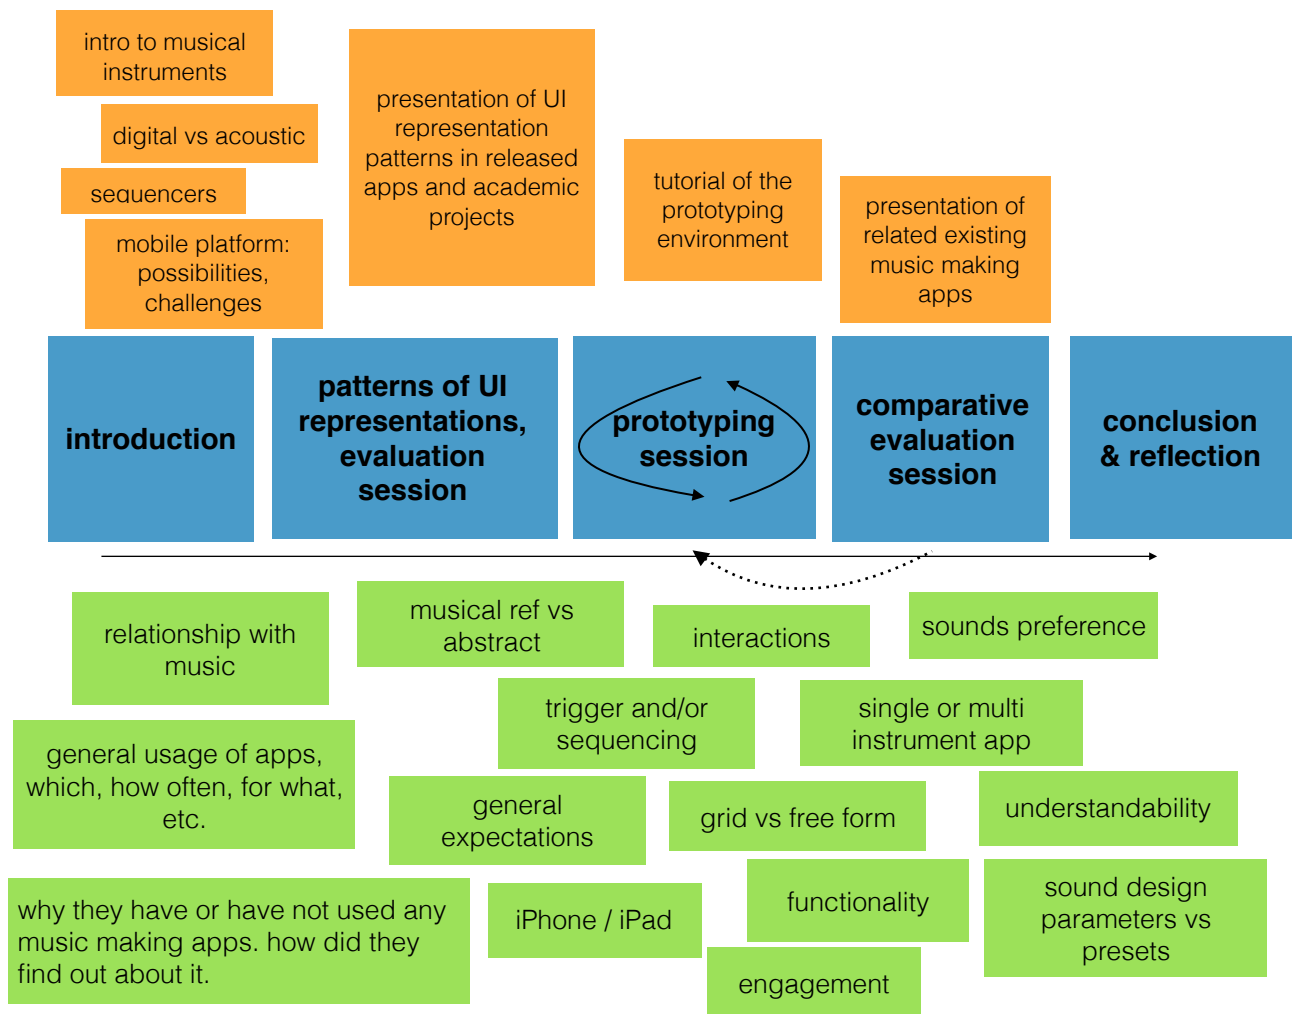 intro to musical
instruments
digital vs acoustic
sequencers
mobile platform:
possibilities,
challenges
presentation of UI
representation
patterns in released
apps and academic
projects
tutorial of the
prototyping
environment
presentation of
related existing
music making
apps
introduction
patterns of UI
representations,
evaluation
session
prototyping
session
comparative
evaluation
session
conclusion
& reflection
relationship with
music
general usage of apps,
which, how often, for what,
etc.
why they have or have not used any
music making apps. how did they
find out about it.
musical ref vs
abstract
trigger and/or
sequencing
general
expectations
iPhone / iPad
interactions
grid vs free form
functionality
engagement
sounds preference
single or multi
instrument app
understandability
sound design
parameters vs
presets